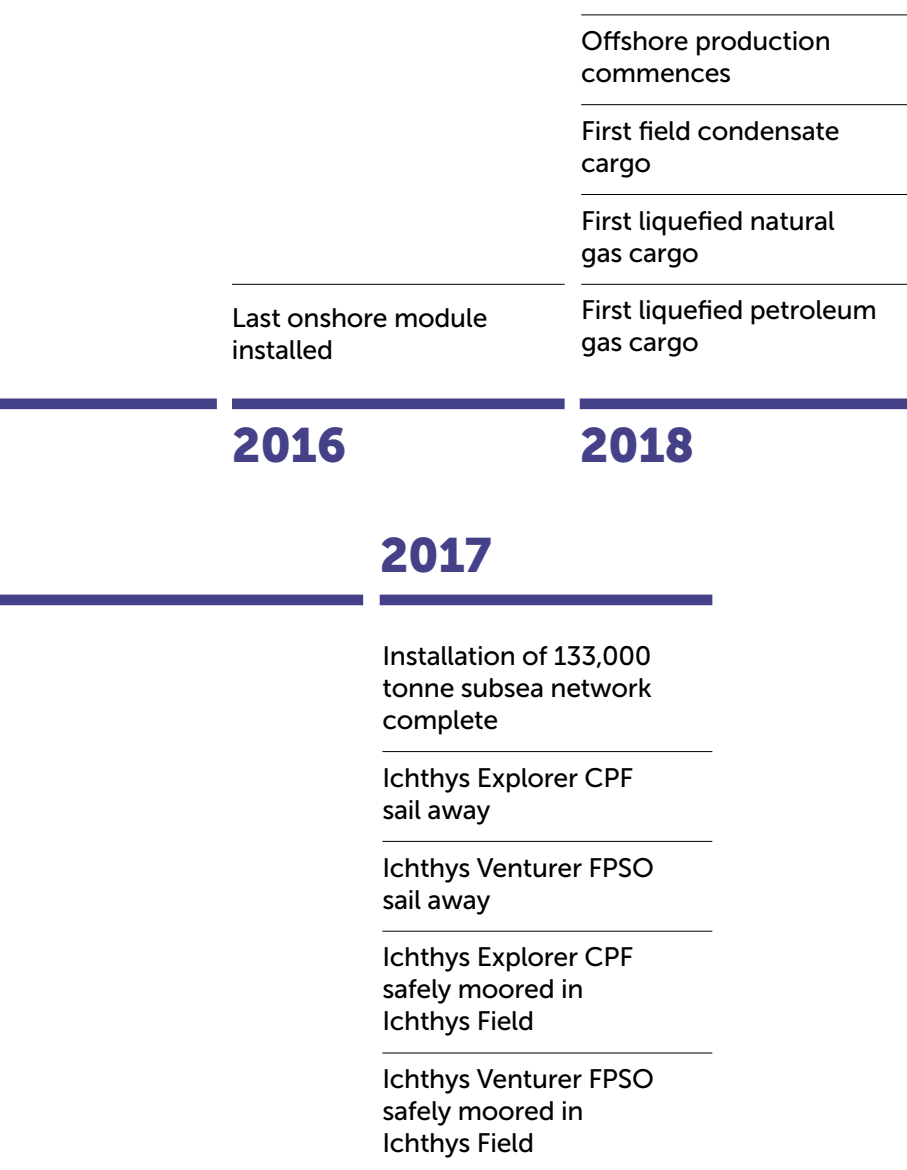 Offshore production
commences
First field condensate
cargo
First liquefied natural
gas cargo
First liquefied petroleum
gas cargo
Last onshore module
installed
2016
2018
2017
Installation of 133,000
tonne subsea network
complete
Ichthys Explorer CPF
sail away
Ichthys Venturer FPSO
sail away
Ichthys Explorer CPF
safely moored in
Ichthys Field
Ichthys Venturer FPSO
safely moored in
Ichthys Field